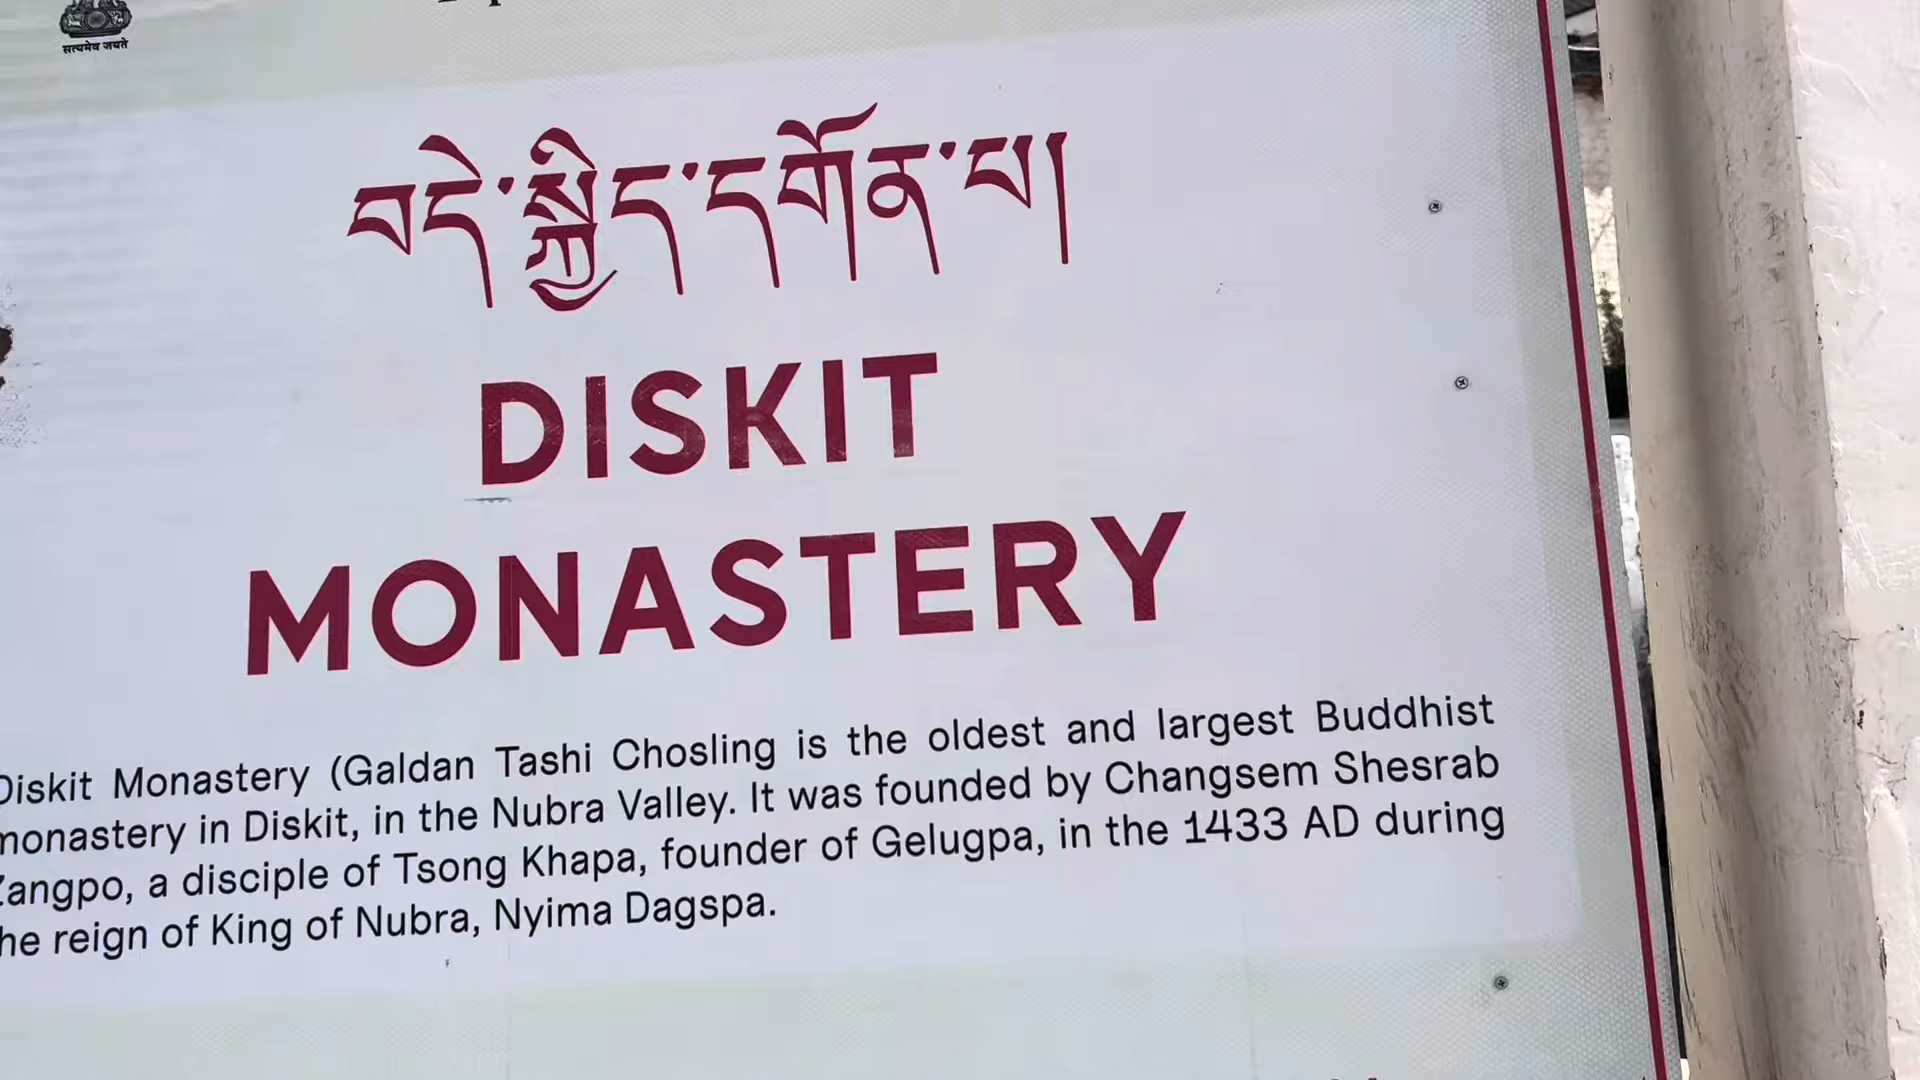 सत्यमेव जयते
བདེ་སྐྱིད་དགོན་པ།
DISKIT
MONASTERY
Diskit Monastery (Galdan Tashi Chosling is the oldest and largest Buddhist
monastery in Diskit, in the Nubra Valley. It was founded by Changsem Shesrab
Zangpo, a disciple of Tsong Khapa, founder of Gelugpa, in the 1433 AD during
he reign of King of Nubra, Nyima Dagspa.